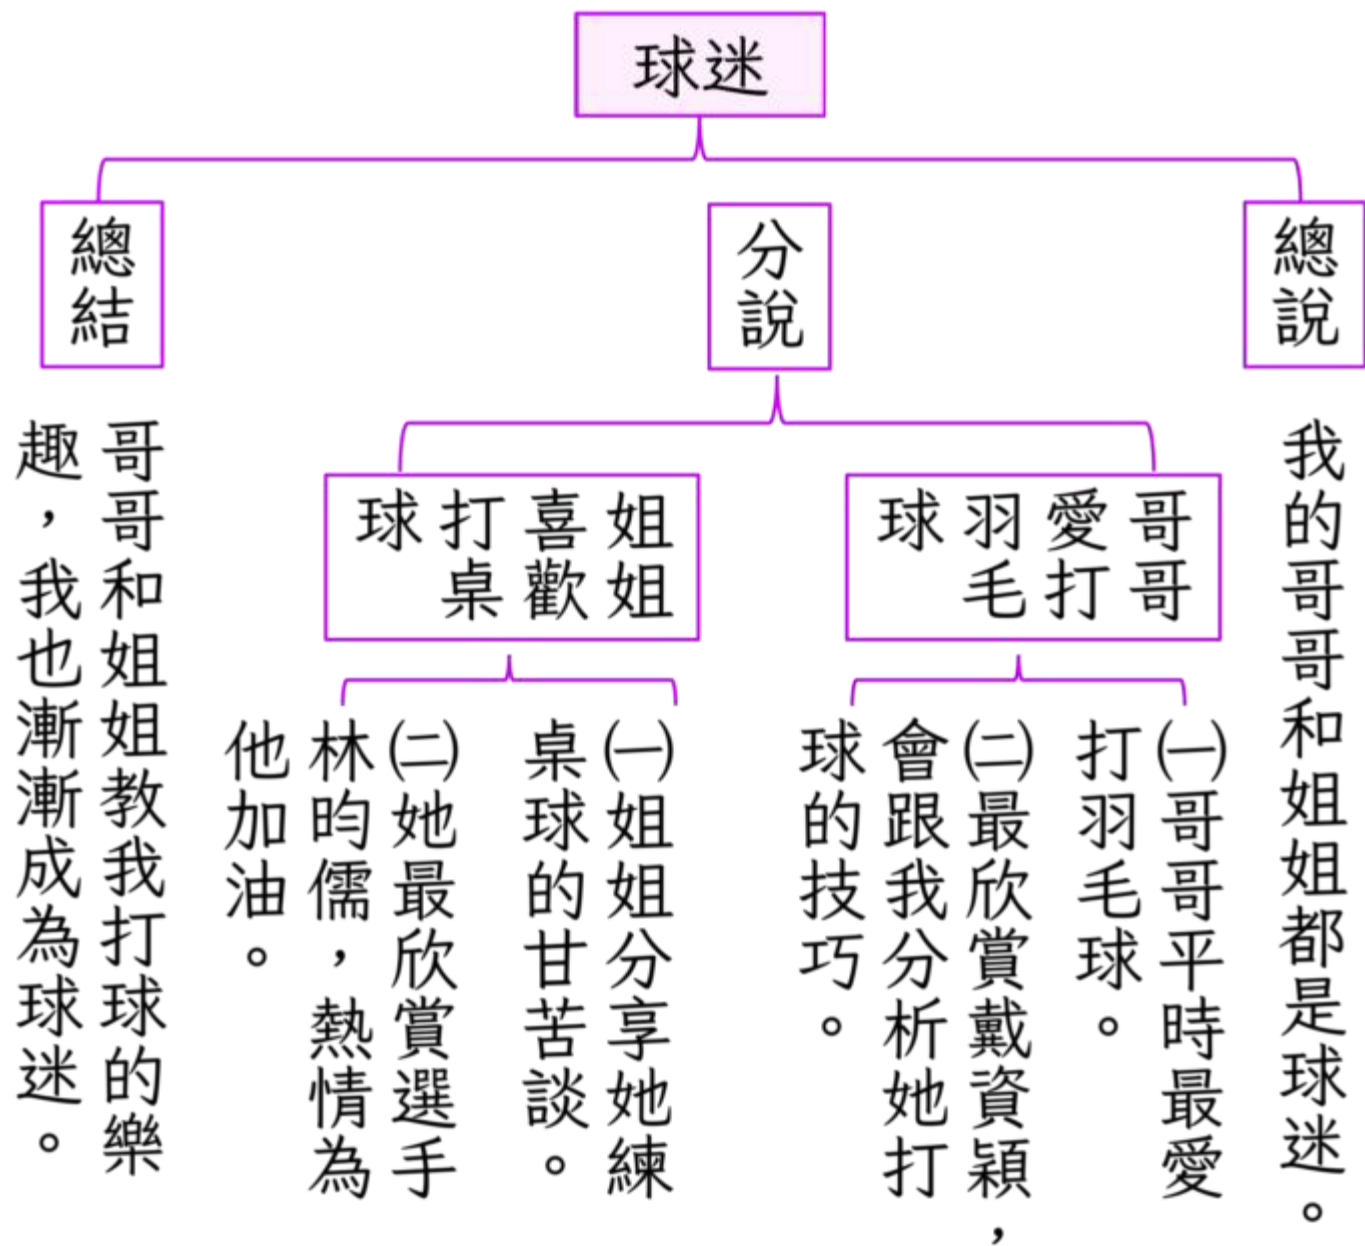 球迷
總說
我的哥哥和姐姐都是球迷。
分說
哥哥
愛打
羽毛
球
㈠哥哥平時最愛
打羽毛球。
㈡最欣賞戴資穎，
會跟我分析她打
球的技巧。
姐姐
喜歡
打桌
球
㈠姐姐分享她練
桌球的甘苦談。
㈡她最欣賞選手
林昀儒，熱情為
他加油。
總結
哥哥和姐姐教我打球的樂
趣，我也漸漸成為球迷。